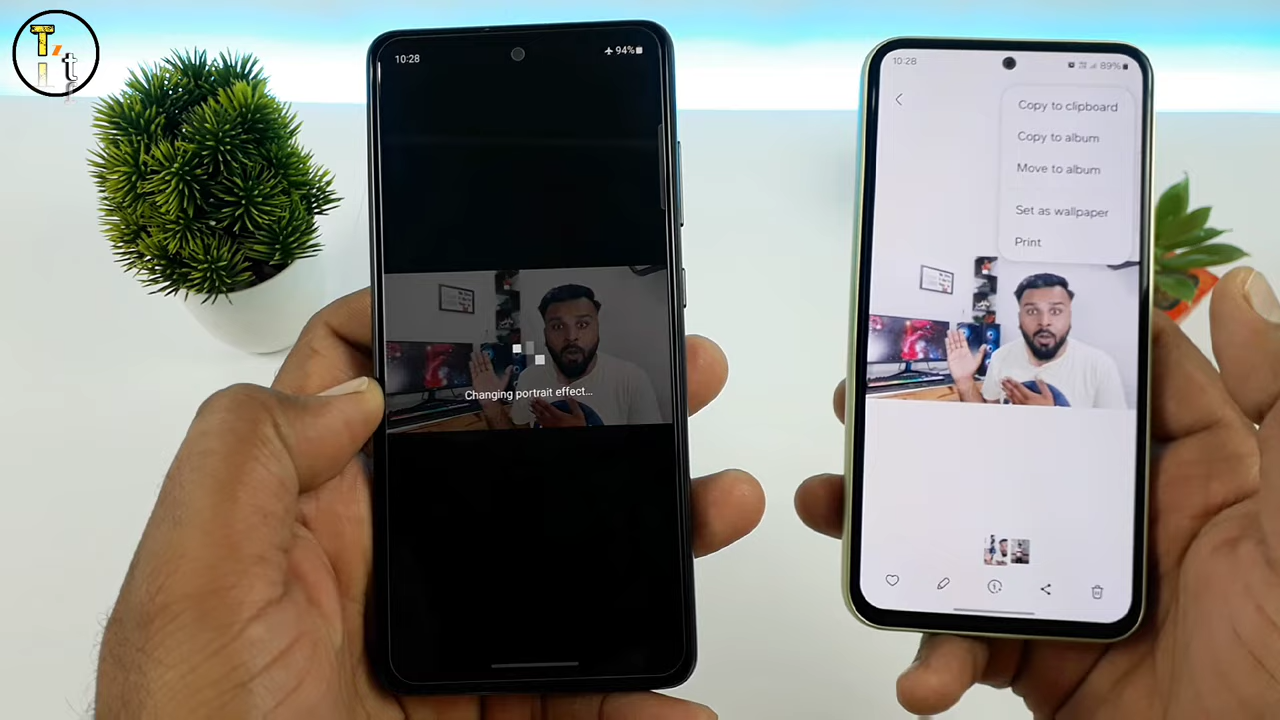 T
i t
10:28
94%
Changing portrait effect...
10:28
89%
Copy to clipboard
Copy to album
Move to album
Set as wallpaper
Print